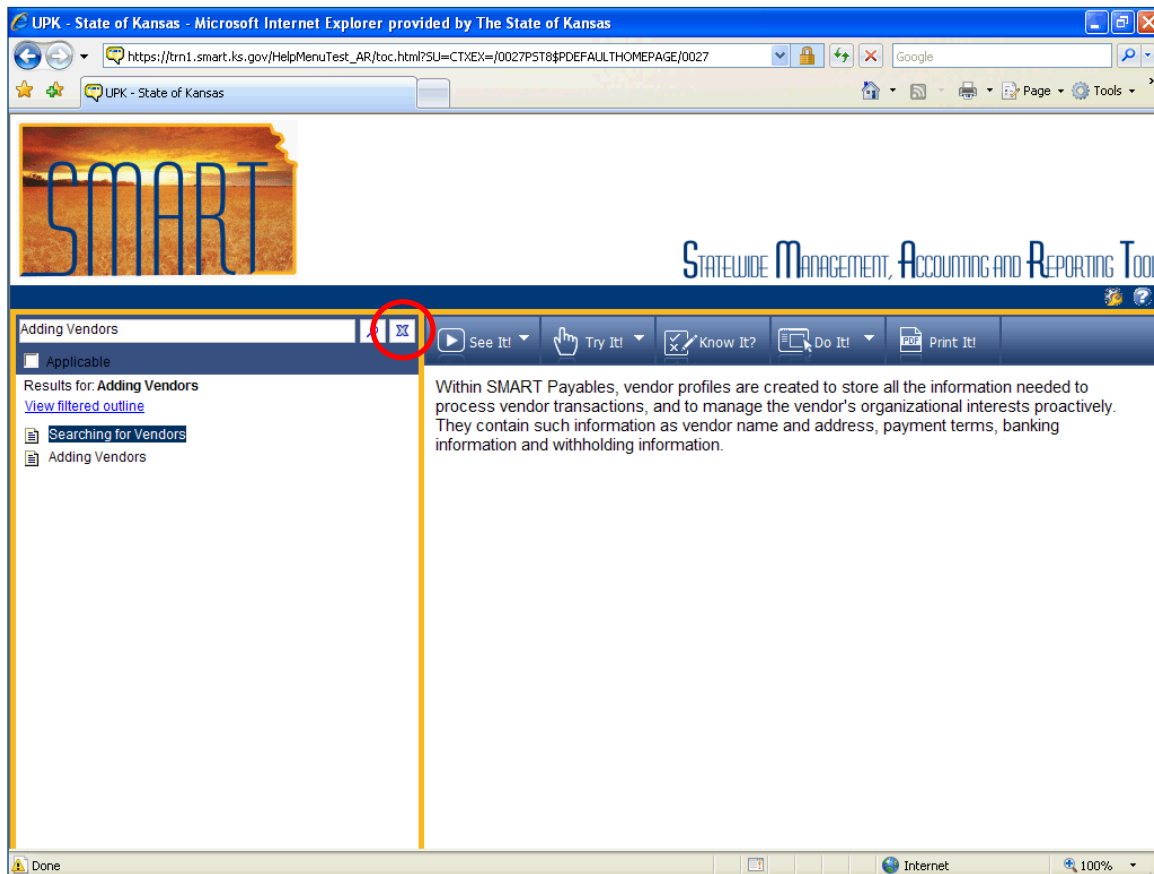 UPK - State of Kansas - Microsoft Internet Explorer provided by The State of Kansas
https://trn1.smart.ks.gov/HelpMenuTest_AR/toc.html?SU=CTXEX=/0027PST8$PDEFAULTHOMEPAGE/0027
Google
UPK - State of Kansas
Page
Tools
SMART
Statewide Management, Accounting and Reporting Tool
Adding Vendors
See It!
Try It!
Know It?
Do It!
PDF
Print It!
Applicable
Results for: Adding Vendors
View filtered outline
Searching for Vendors
Adding Vendors
Within SMART Payables, vendor profiles are created to store all the information needed to
process vendor transactions, and to manage the vendor's organizational interests proactively.
They contain such information as vendor name and address, payment terms, banking
information and withholding information.
Done
Internet
100%